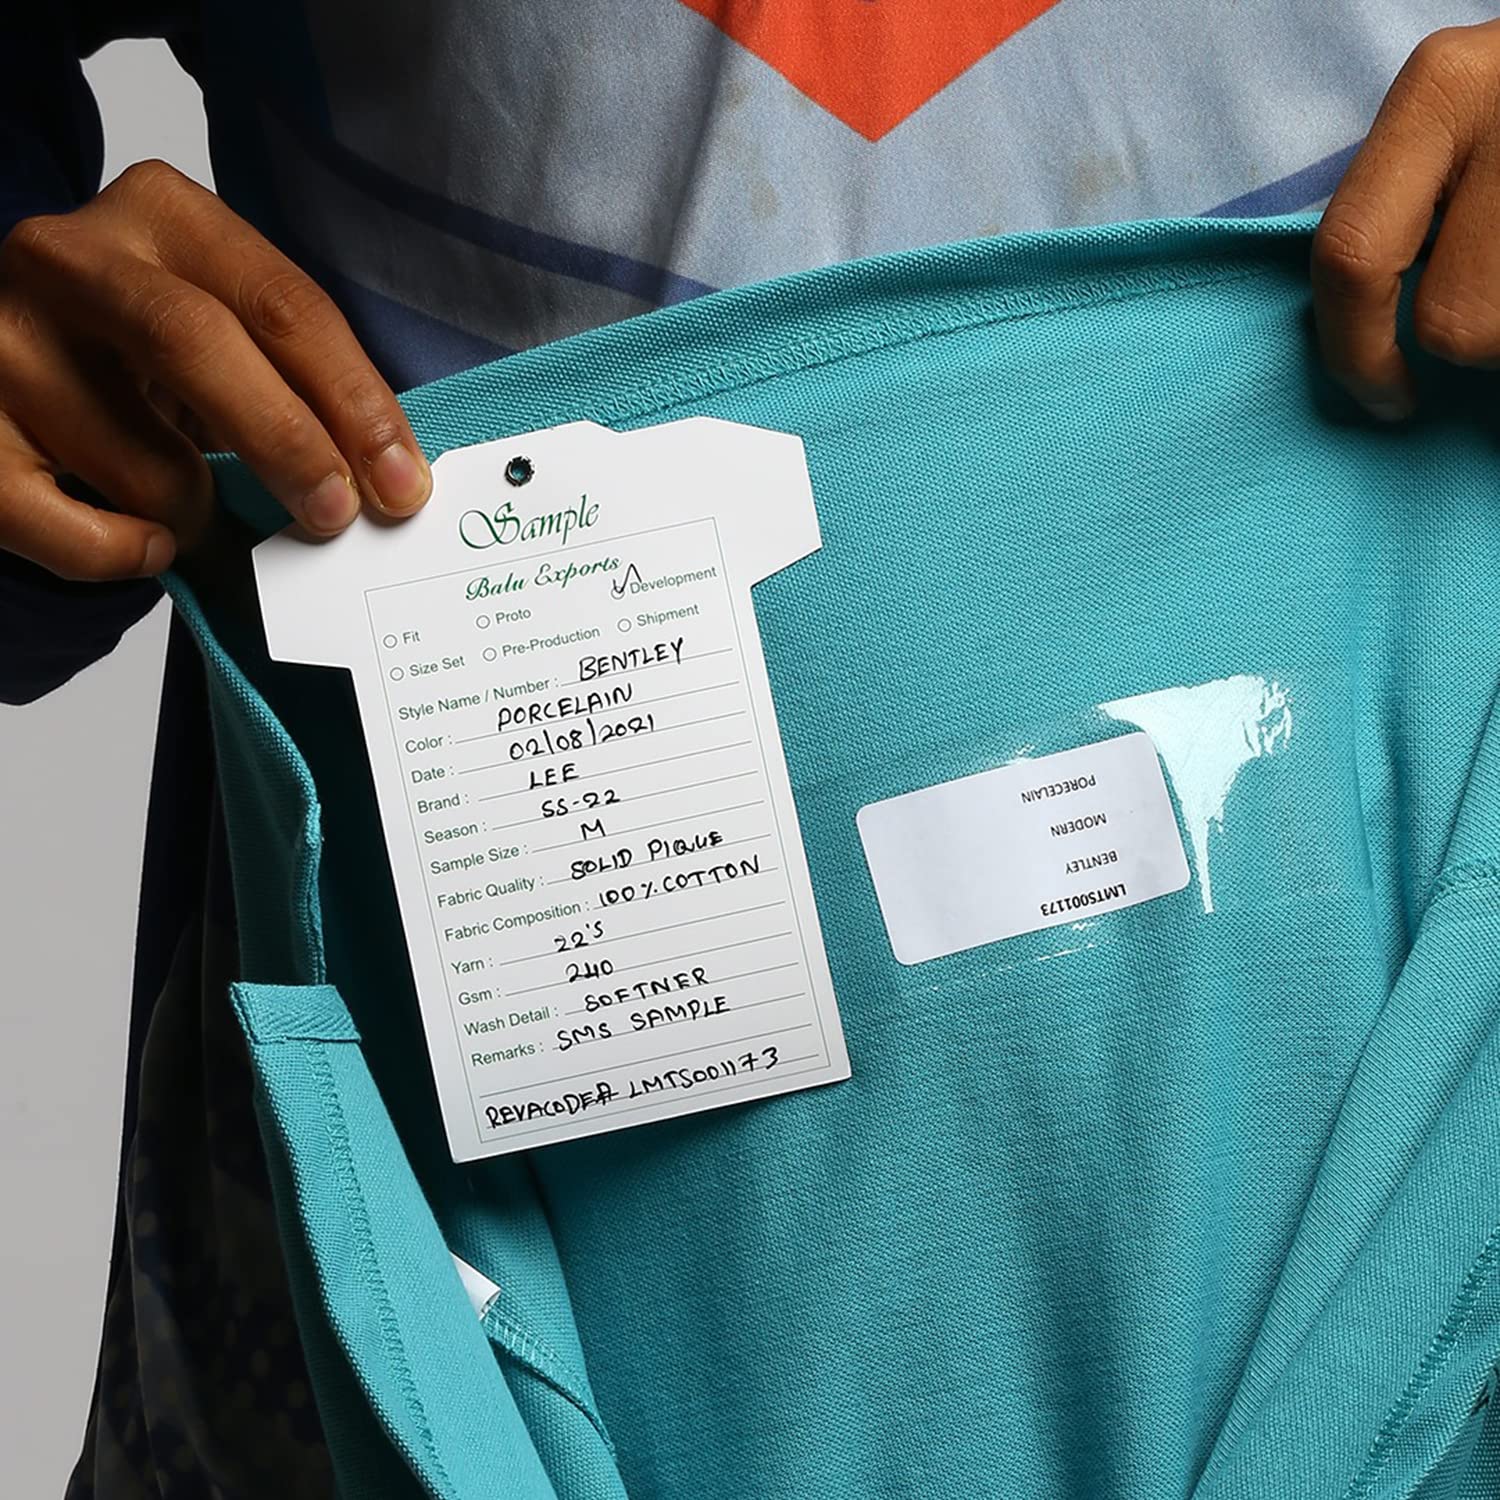 Sample
Balu Exports
Fit Proto Development
Size Set Pre-Production Shipment
Style Name / Number : BENTLEY
Color : PORCELAIN
Date : 02/08/2021
Brand : LEE
Season : SS-22
Sample Size : M
Fabric Quality : SOLID PIQUE
Fabric Composition : 100% COTTON
Yarn : 22'S
Gsm : 240
Wash Detail : SOFTNER
Remarks : SMS SAMPLE
REVACODE# LMTS001173
LMTS001173
BENTLEY
MODERN
PORECELAIN